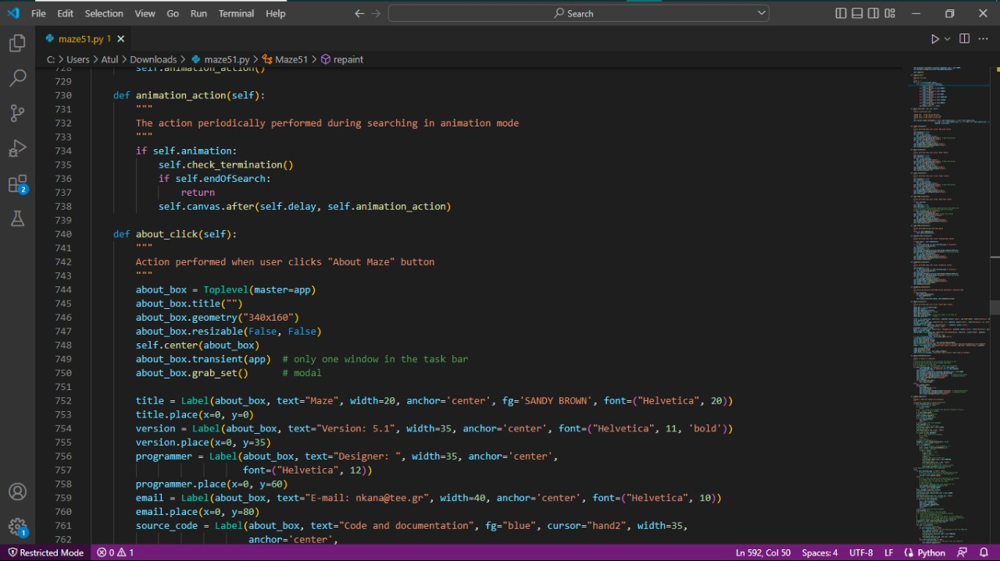 File Edit Selection View Go Run Terminal Help
Search
maze51.py 1
C: > Users > Atul > Downloads > maze51.py > Maze51 > repaint
728 self.animation_action()
729
730 def animation_action(self):
731 """
732 The action periodically performed during searching in animation mode
733 """
734 if self.animation:
735 self.check_termination()
736 if self.endOfSearch:
737 return
738 self.canvas.after(self.delay, self.animation_action)
739
740 def about_click(self):
741 """
742 Action performed when user clicks "About Maze" button
743 """
744 about_box = Toplevel(master=app)
745 about_box.title("")
746 about_box.geometry("340x160")
747 about_box.resizable(False, False)
748 self.center(about_box)
749 about_box.transient(app)  # only one window in the task bar
750 about_box.grab_set()      # modal
751
752 title = Label(about_box, text="Maze", width=20, anchor='center', fg='SANDY BROWN', font=("Helvetica", 20))
753 title.place(x=0, y=0)
754 version = Label(about_box, text="Version: 5.1", width=35, anchor='center', font=("Helvetica", 11, 'bold'))
755 version.place(x=0, y=35)
756 programmer = Label(about_box, text="Designer  ", width=35, anchor='center',
757 font=("Helvetica", 12))
758 programmer.place(x=0, y=60)
759 email = Label(about_box, text="E-mail: nkana@tee.gr", width=40, anchor='center', font=("Helvetica", 10))
760 email.place(x=0, y=80)
761 source_code = Label(about_box, text="Code and documentation", fg="blue", cursor="hand2", width=35,
762 anchor='center',
2
1
Restricted Mode 0 1 Ln 592, Col 50 Spaces: 4 UTF-8 LF Python